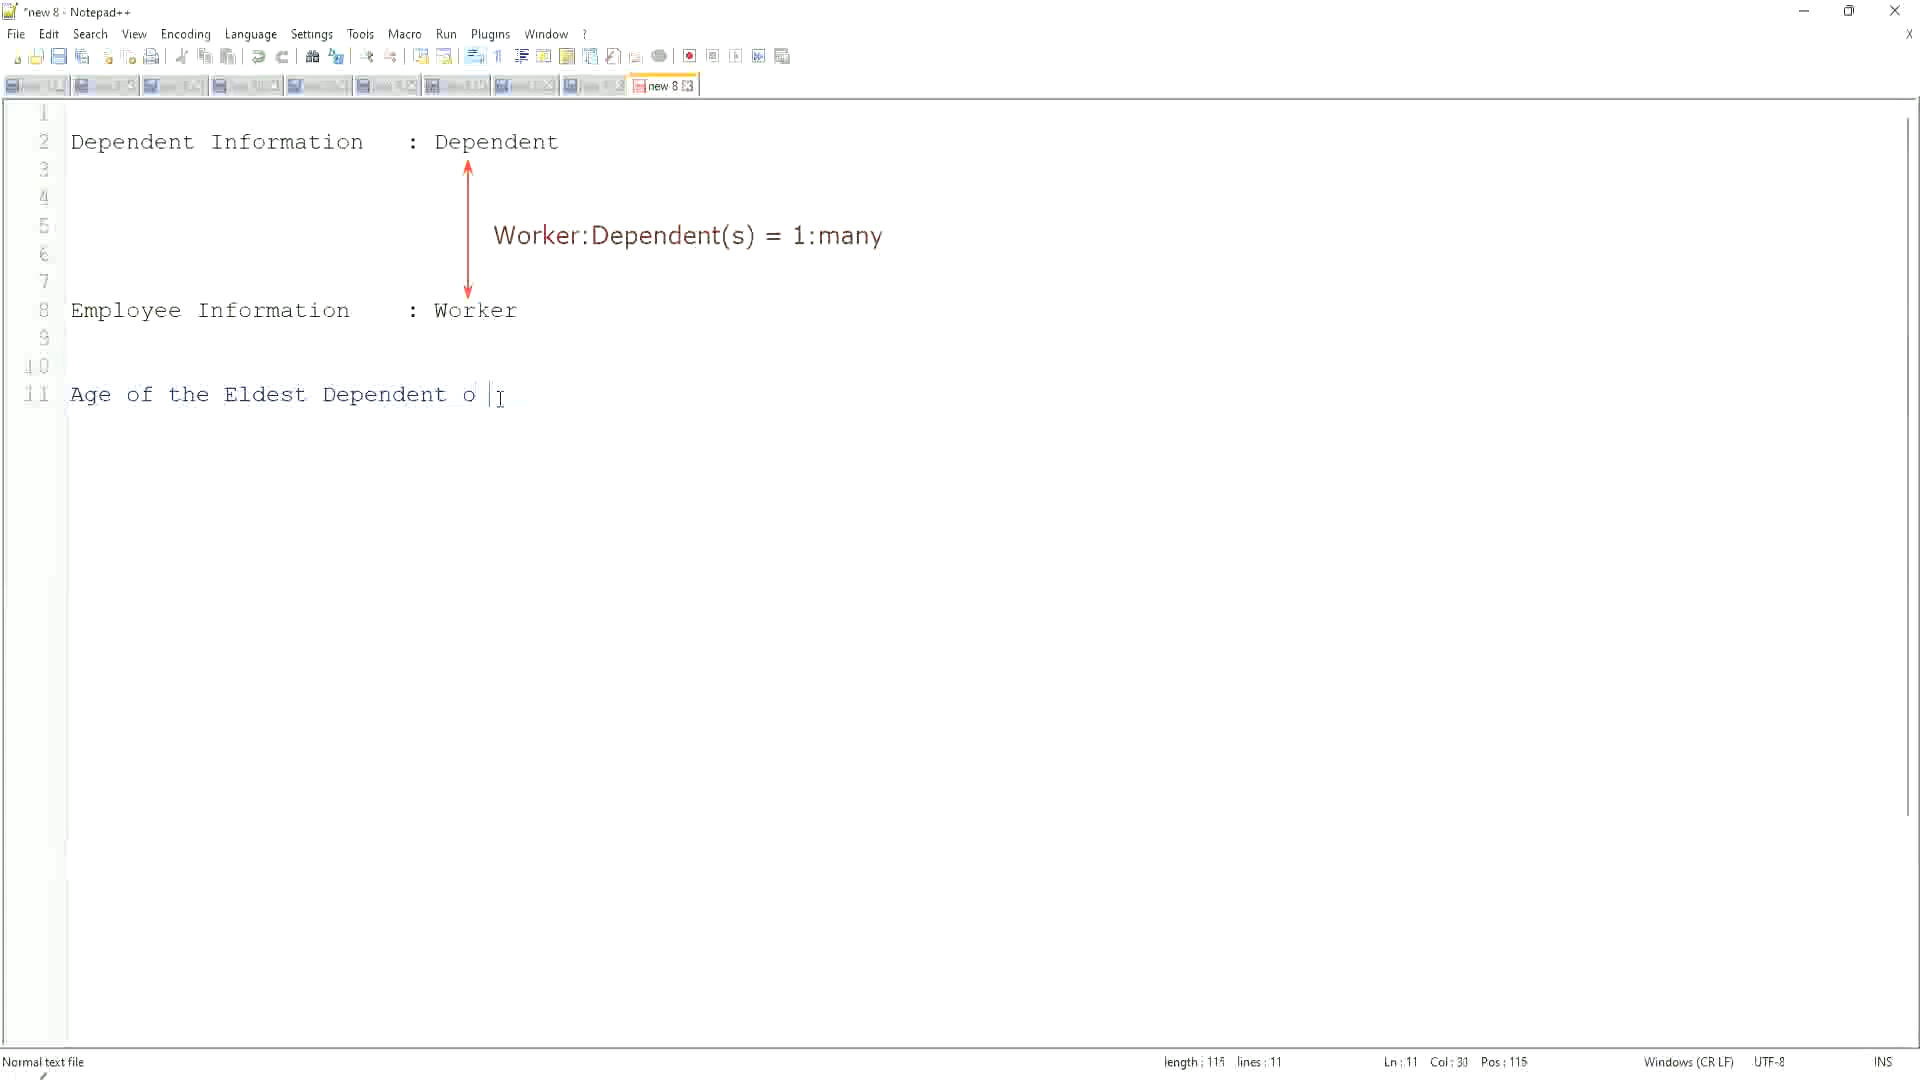 *new 8 - Notepad++
File Edit Search View Encoding Language Settings Tools Macro Run Plugins Window ?
X
new 8
1
2 Dependent Information : Dependent
3
4
5 Worker:Dependent(s) = 1:many
6
7
8 Employee Information : Worker
9
10
11 Age of the Eldest Dependent o
Normal text file length : 115 lines : 11 Ln : 11 Col : 30 Pos : 115 Windows (CR LF) UTF-8 INS